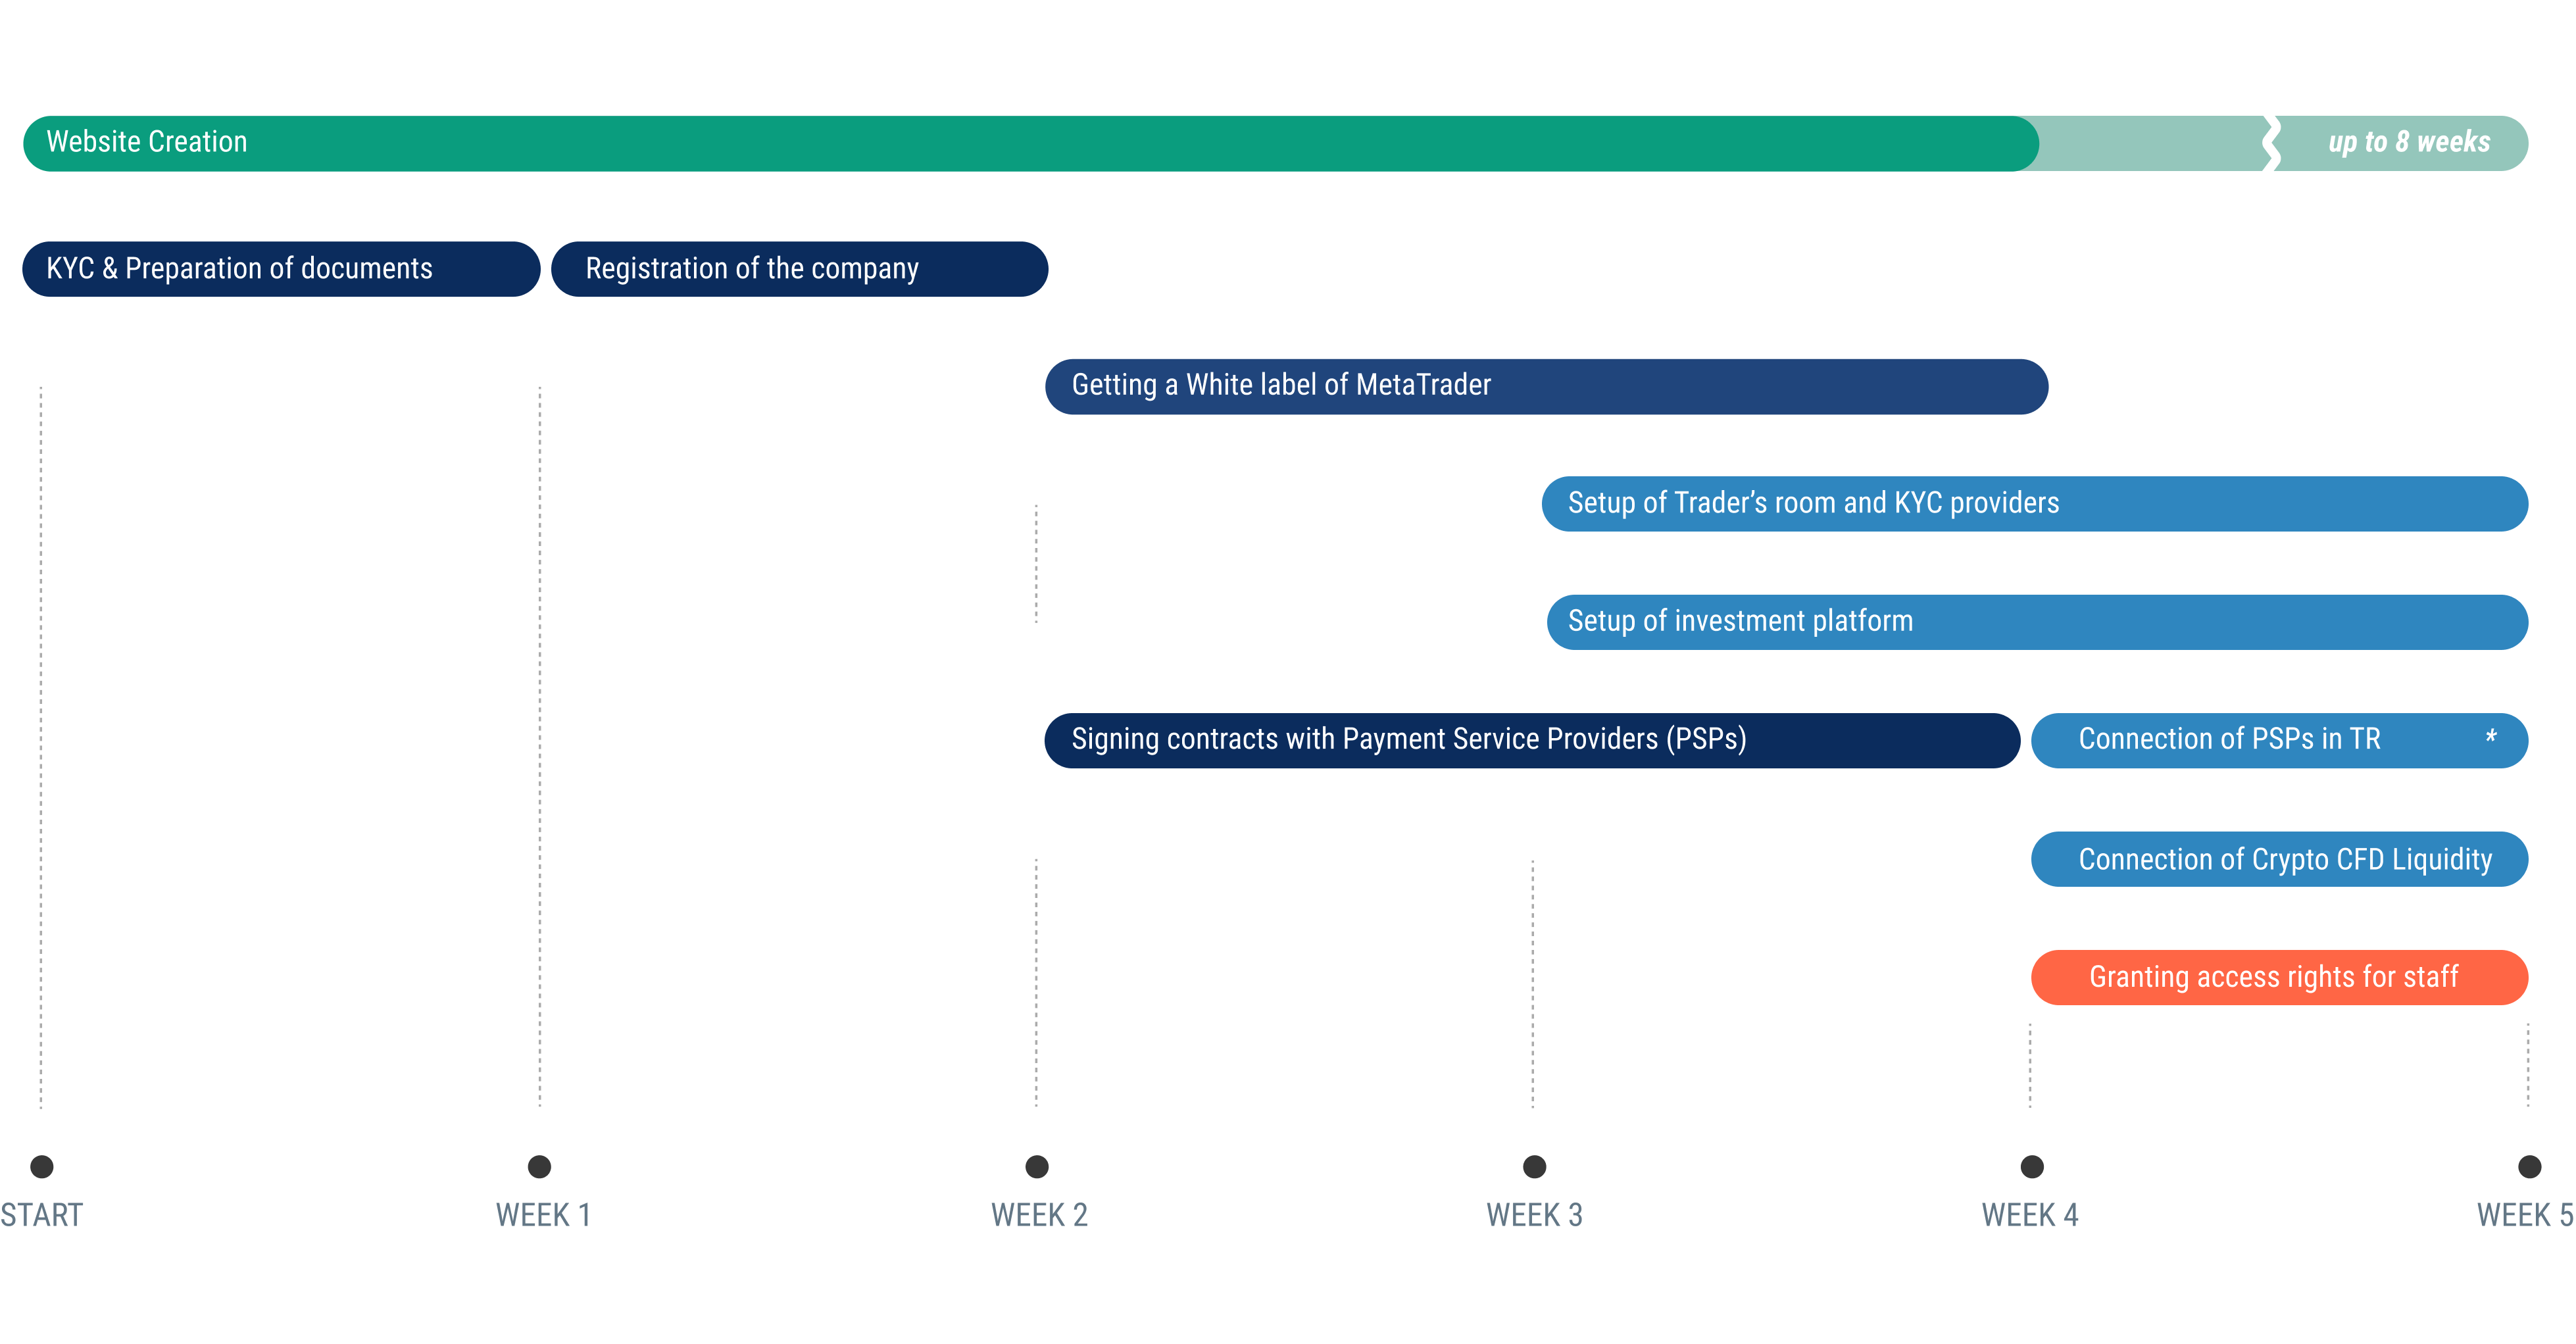 Website Creation
up to 8 weeks
KYC & Preparation of documents
Registration of the company
Getting a White label of MetaTrader
Setup of Trader’s room and KYC providers
Setup of investment platform
Signing contracts with Payment Service Providers (PSPs)
Connection of PSPs in TR *
Connection of Crypto CFD Liquidity
Granting access rights for staff
START
WEEK 1
WEEK 2
WEEK 3
WEEK 4
WEEK 5